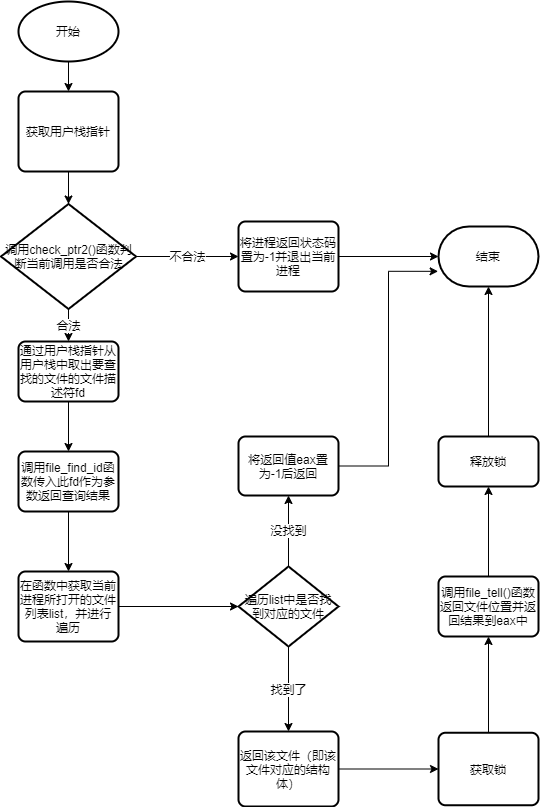 开始
获取用户栈指针
调用check_ptr2()函数判
断当前调用是否合法
不合法
将进程返回状态码
置为-1并退出当前
进程
结束
合法
通过用户栈指针从
用户栈中取出要查
找的文件的文件描
述符fd
调用file_find_id函
数传入此fd作为参
数返回查询结果
在函数中获取当前
进程所打开的文件
列表list，并进行
遍历
遍历list中是否找
到对应的文件
没找到
将返回值eax置
为-1后返回
找到了
返回该文件（即该
文件对应的结构
体）
获取锁
调用file_tell()函数
返回文件位置并返
回结果到eax中
释放锁